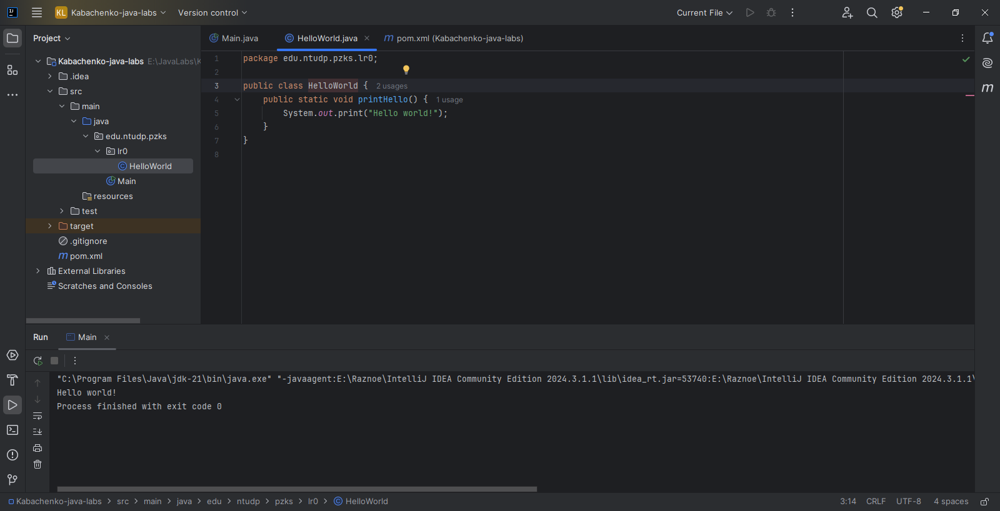 KL Kabachenko-java-labs Version control Current File
Project
Main.java HelloWorld.java pom.xml (Kabachenko-java-labs)
Kabachenko-java-labs E:\JavaLabs\K
.idea
src
main
java
edu.ntudp.pzks
lr0
HelloWorld
Main
resources
test
target
.gitignore
pom.xml
External Libraries
Scratches and Consoles
1 package edu.ntudp.pzks.lr0;
2
3 public class HelloWorld { 2 usages
4 public static void printHello() { 1 usage
5 System.out.print("Hello world!");
6 }
7 }
8
Run Main
"C:\Program Files\Java\jdk-21\bin\java.exe" "-javaagent:E:\Raznoe\IntelliJ IDEA Community Edition 2024.3.1.1\lib\idea_rt.jar=53740:E:\Raznoe\IntelliJ IDEA Community Edition 2024.3.1.1\
Hello world!
Process finished with exit code 0
Kabachenko-java-labs > src > main > java > edu > ntudp > pzks > lr0 > HelloWorld 3:14 CRLF UTF-8 4 spaces